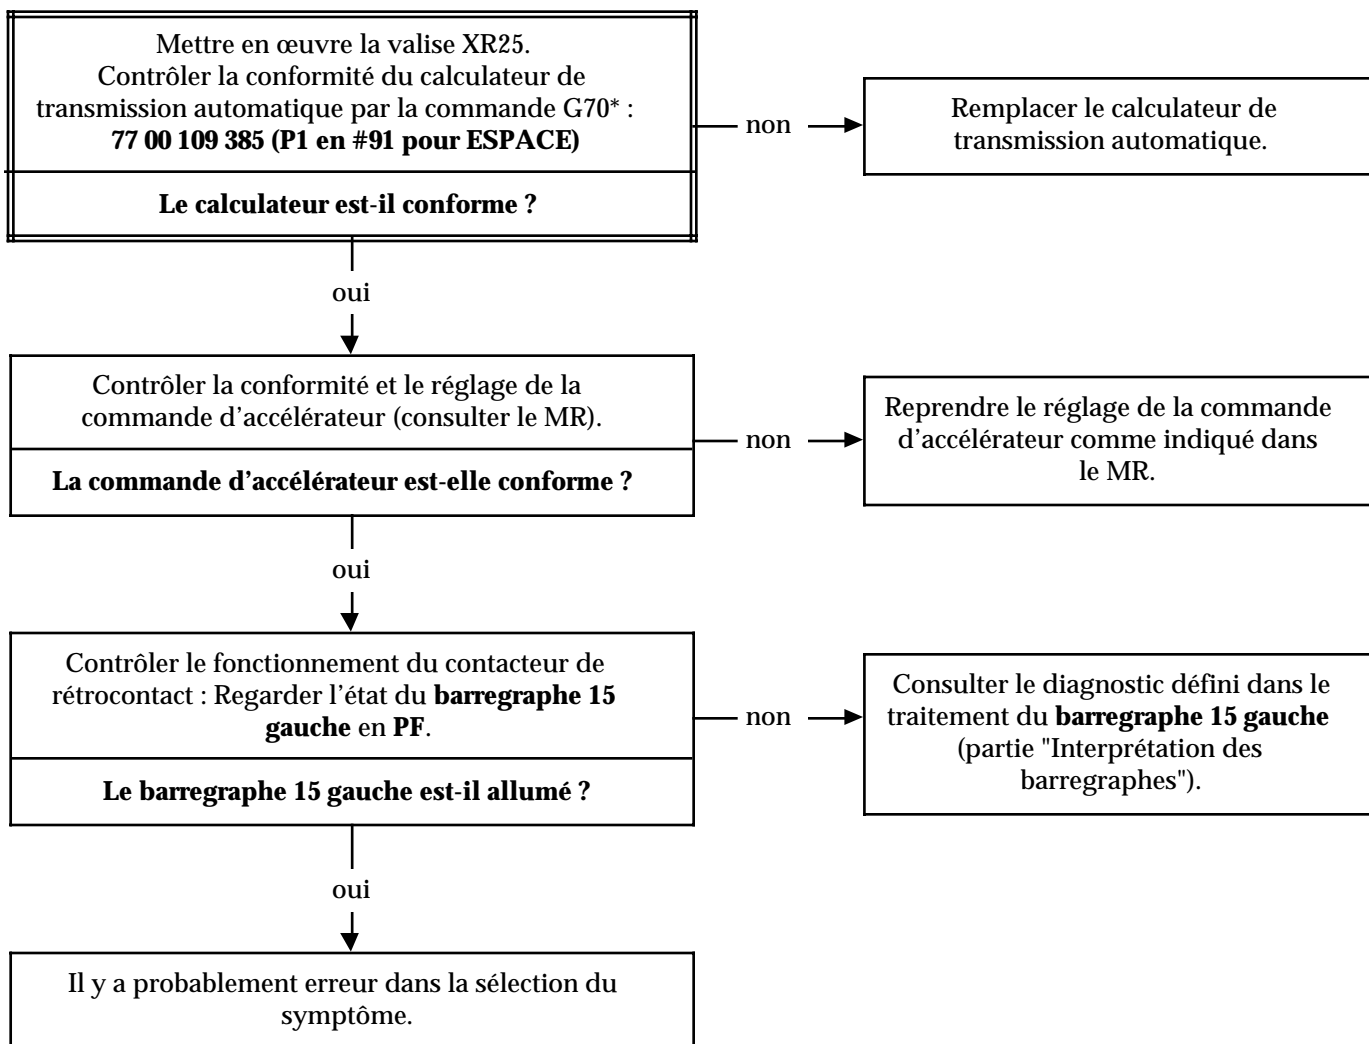 Mettre en œuvre la valise XR25.
Contrôler la conformité du calculateur de
transmission automatique par la commande G70* :
77 00 109 385 (P1 en #91 pour ESPACE)
Le calculateur est-il conforme ?
non
Remplacer le calculateur de
transmission automatique.
oui
Contrôler la conformité et le réglage de la
commande d’accélérateur (consulter le MR).
La commande d’accélérateur est-elle conforme ?
non
Reprendre le réglage de la commande
d’accélérateur comme indiqué dans
le MR.
oui
Contrôler le fonctionnement du contacteur de
rétrocontact : Regarder l’état du barregraphe 15
gauche en PF.
Le barregraphe 15 gauche est-il allumé ?
non
Consulter le diagnostic défini dans le
traitement du barregraphe 15 gauche
(partie "Interprétation des
barregraphes").
oui
Il y a probablement erreur dans la sélection du
symptôme.